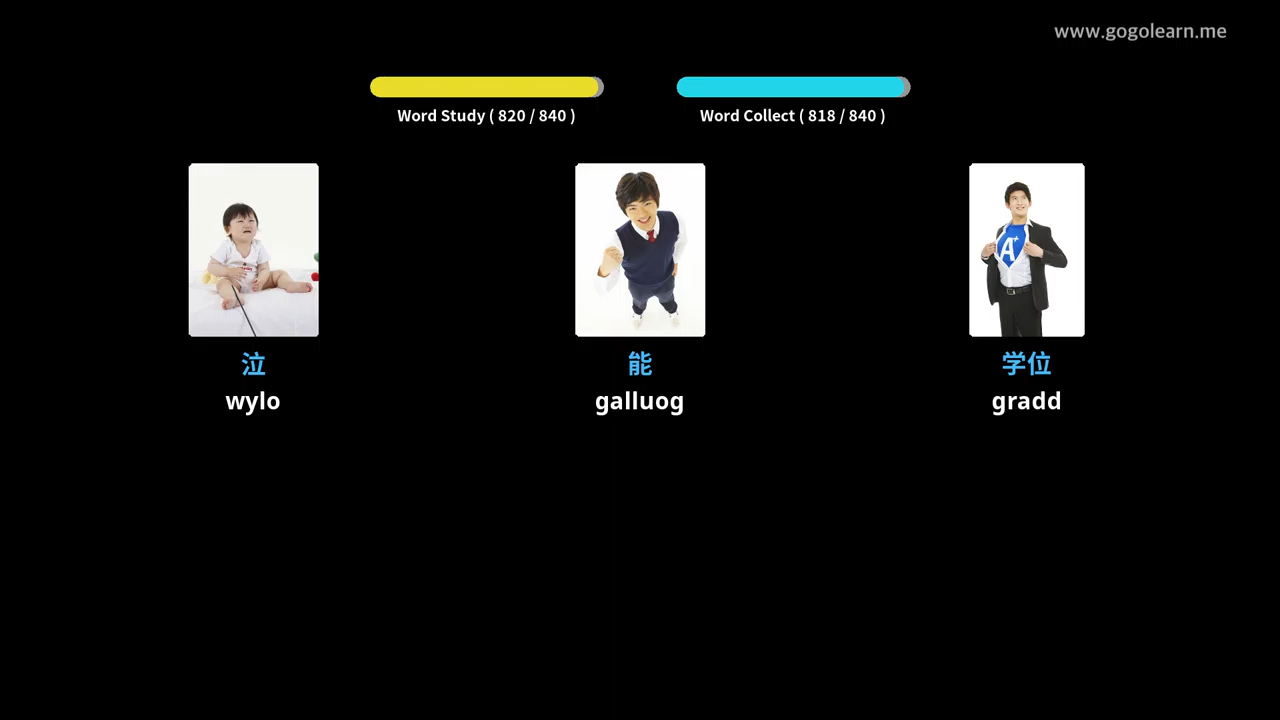 www.gogolearn.me
Word Study ( 820 / 840 )
Word Collect ( 818 / 840 )
A+
泣
能
学位
wylo
galluog
gradd